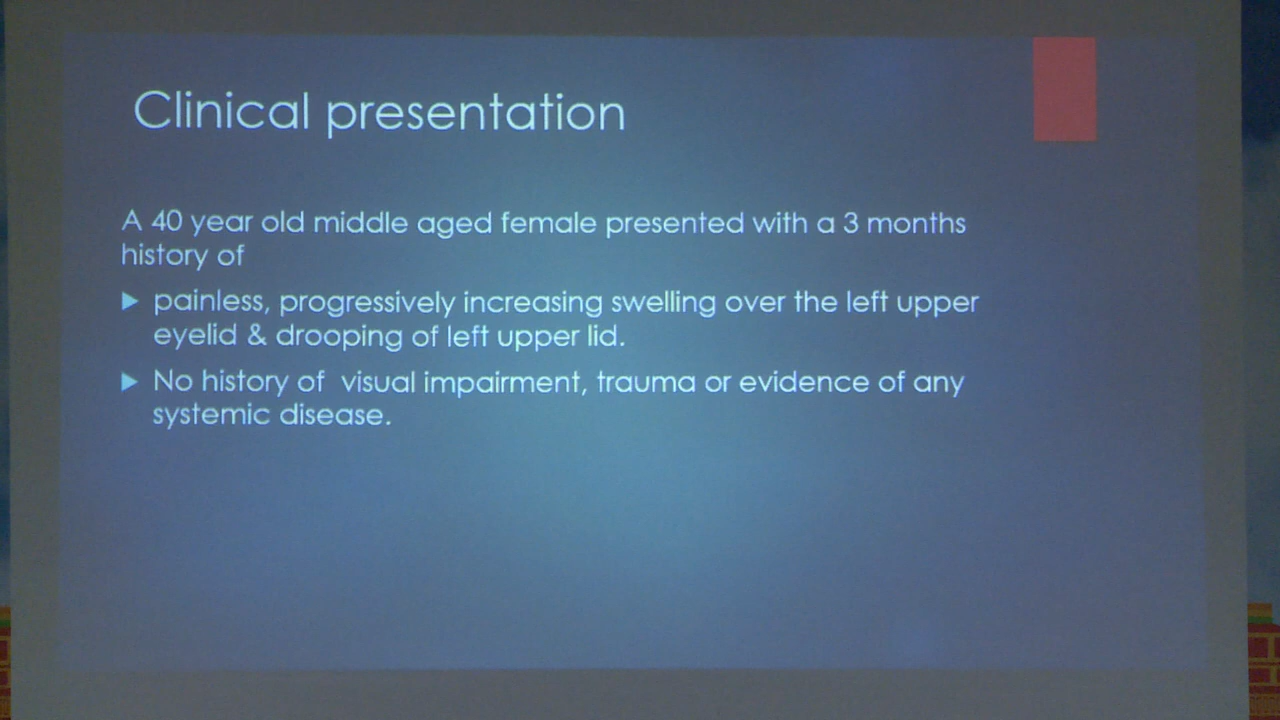 Clinical presentation
A 40 year old middle aged female presented with a 3 months
history of
painless, progressively increasing swelling over the left upper
eyelid & drooping of left upper lid.
No history of visual impairment, trauma or evidence of any
systemic disease.